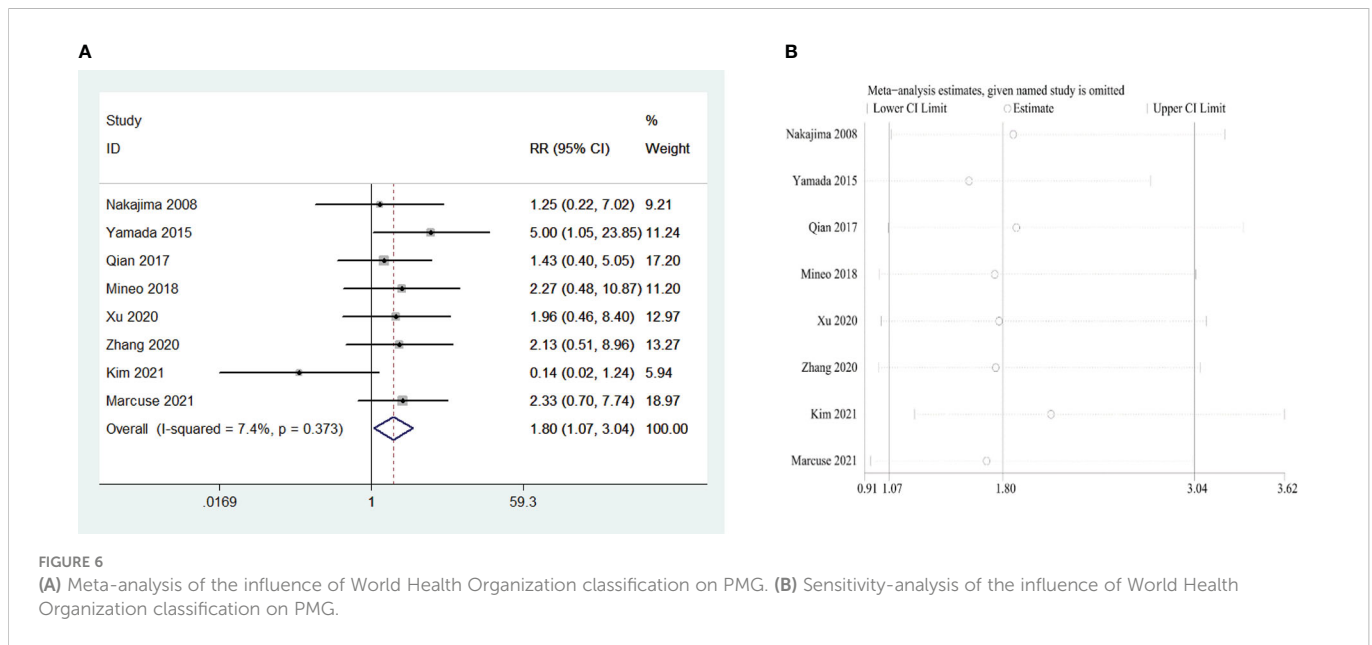 A
Study %
ID RR (95% CI) Weight
Nakajima 2008 1.25 (0.22, 7.02) 9.21
Yamada 2015 5.00 (1.05, 23.85) 11.24
Qian 2017 1.43 (0.40, 5.05) 17.20
Mineo 2018 2.27 (0.48, 10.87) 11.20
Xu 2020 1.96 (0.46, 8.40) 12.97
Zhang 2020 2.13 (0.51, 8.96) 13.27
Kim 2021 0.14 (0.02, 1.24) 5.94
Marcuse 2021 2.33 (0.70, 7.74) 18.97
Overall (I-squared = 7.4%, p = 0.373) 1.80 (1.07, 3.04) 100.00
.0169 1 59.3
B
Meta-analysis estimates, given named study is omitted
Lower CI Limit Estimate Upper CI Limit
Nakajima 2008
Yamada 2015
Qian 2017
Mineo 2018
Xu 2020
Zhang 2020
Kim 2021
Marcuse 2021
0.91 1.07 1.80 3.04 3.62
FIGURE 6
(A) Meta-analysis of the influence of World Health Organization classification on PMG. (B) Sensitivity-analysis of the influence of World Health
Organization classification on PMG.